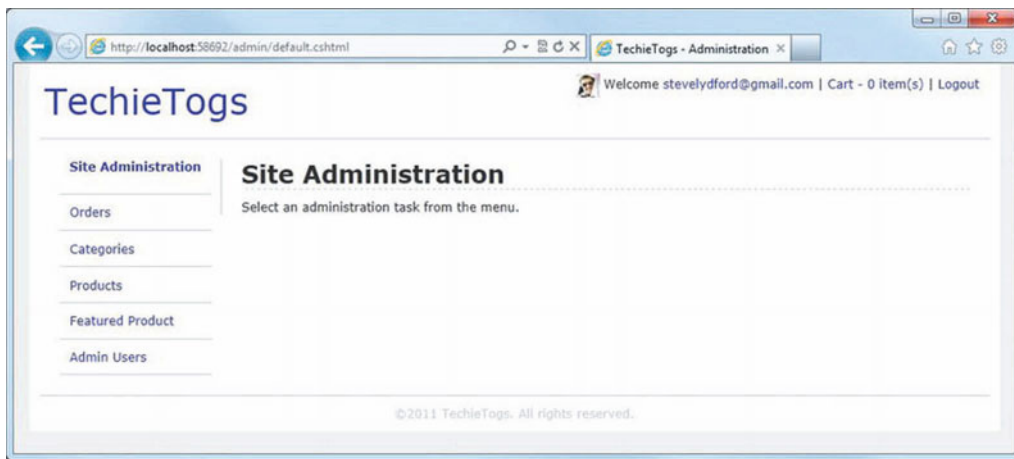 http://localhost:58692/admin/default.cshtml
TechieTogs - Administration
Welcome stevelydford@gmail.com | Cart - 0 item(s) | Logout
TechieTogs
Site Administration
Orders
Categories
Products
Featured Product
Admin Users
Site Administration
Select an administration task from the menu.
©2011 TechieTogs. All rights reserved.